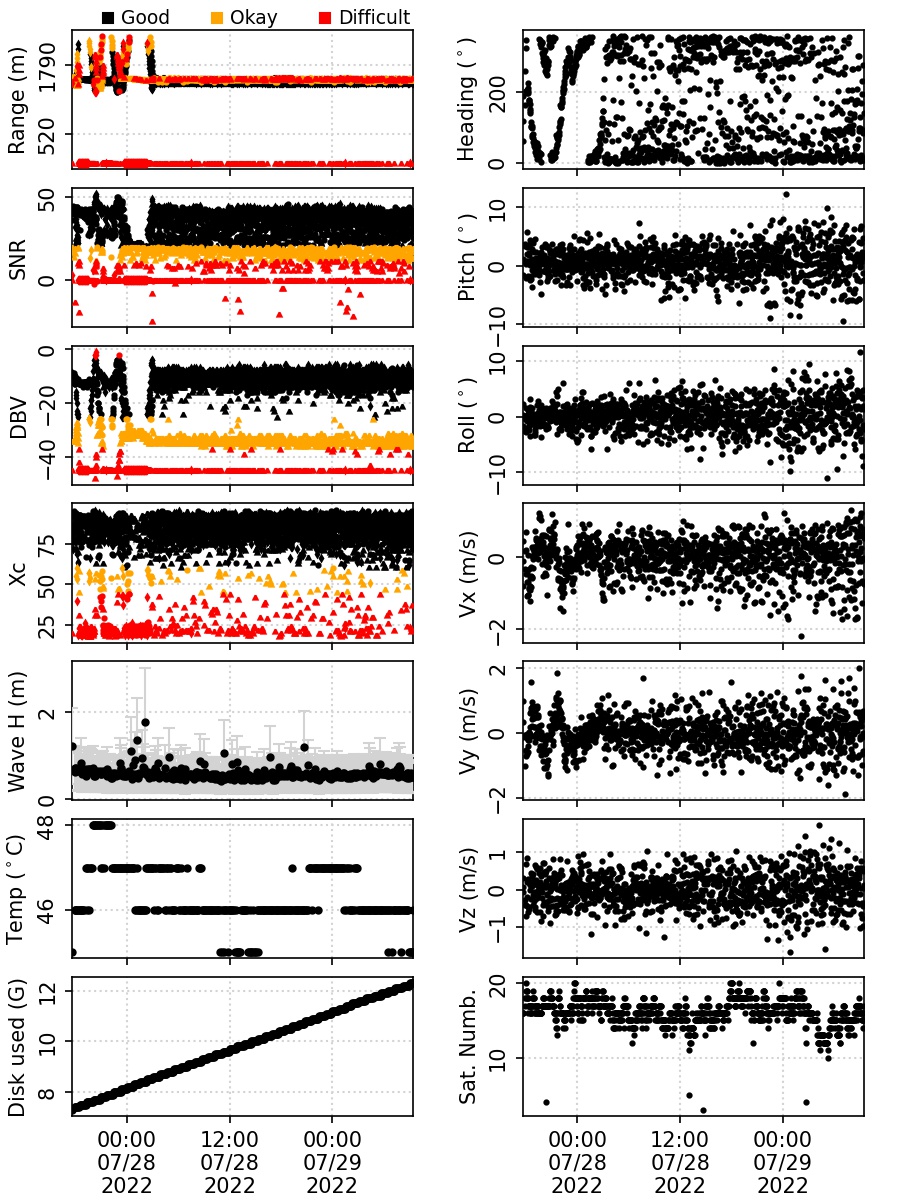 Good Okay Difficult
Range (m)
1790
520
Heading (°)
200
0
SNR
50
0
Pitch (°)
10
0
−10
DBV
0
−20
−40
Roll (°)
10
0
−10
Xc
75
50
25
Vx (m/s)
0
−2
Wave H (m)
2
0
Vy (m/s)
2
0
−2
Temp (°C)
48
46
Vz (m/s)
1
0
−1
Disk used (G)
12
10
8
Sat. Numb.
20
10
00:00 12:00 00:00
07/28 07/28 07/29
2022 2022 2022
00:00 12:00 00:00
07/28 07/28 07/29
2022 2022 2022